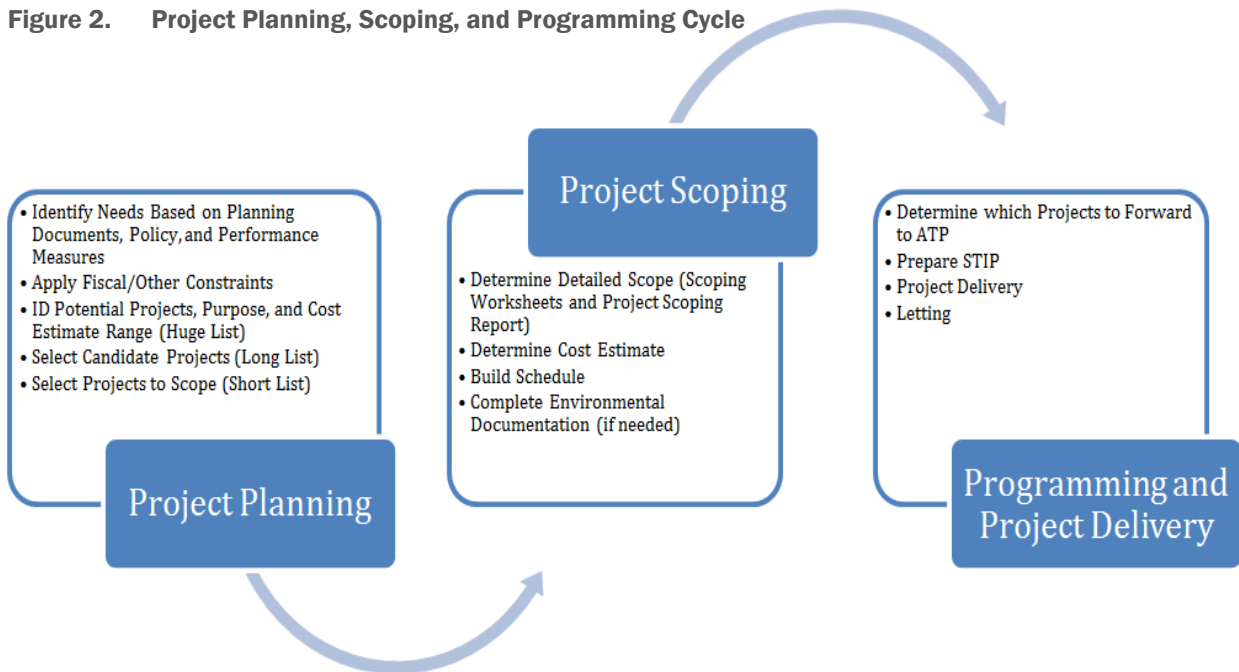 Figure 2. Project Planning, Scoping, and Programming Cycle
• Identify Needs Based on Planning
Documents, Policy, and Performance
Measures
• Apply Fiscal/Other Constraints
• ID Potential Projects, Purpose, and Cost
Estimate Range (Huge List)
• Select Candidate Projects (Long List)
• Select Projects to Scope (Short List)
Project Planning
Project Scoping
• Determine Detailed Scope (Scoping
Worksheets and Project Scoping
Report)
• Determine Cost Estimate
• Build Schedule
• Complete Environmental
Documentation (if needed)
• Determine which Projects to Forward
to ATP
• Prepare STIP
• Project Delivery
• Letting
Programming and
Project Delivery